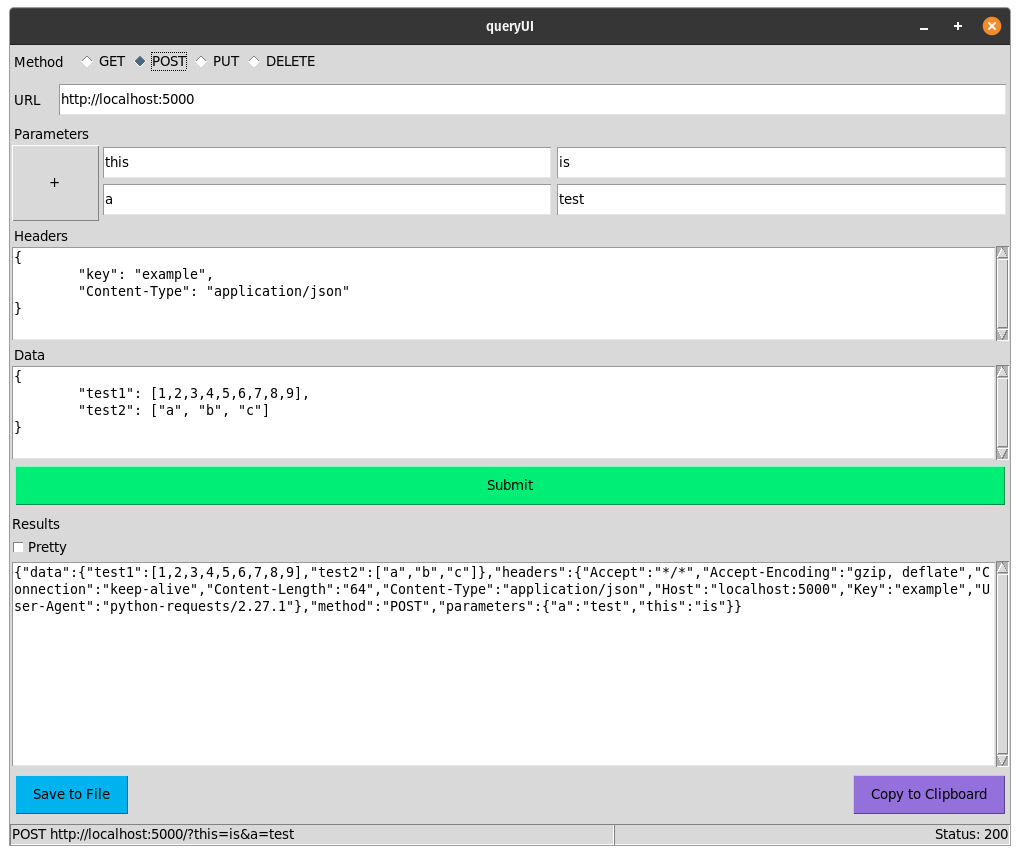 queryUI
Method GET POST PUT DELETE
URL http://localhost:5000
Parameters
+
this is
a test
Headers
{
"key": "example",
"Content-Type": "application/json"
}
Data
{
"test1": [1,2,3,4,5,6,7,8,9],
"test2": ["a", "b", "c"]
}
Submit
Results
Pretty
{"data":{"test1":[1,2,3,4,5,6,7,8,9],"test2":["a","b","c"]},"headers":{"Accept":"*/*","Accept-Encoding":"gzip, deflate","C
onnection":"keep-alive","Content-Length":"64","Content-Type":"application/json","Host":"localhost:5000","Key":"example","U
ser-Agent":"python-requests/2.27.1"},"method":"POST","parameters":{"a":"test","this":"is"}}
Save to File Copy to Clipboard
POST http://localhost:5000/?this=is&a=test Status: 200